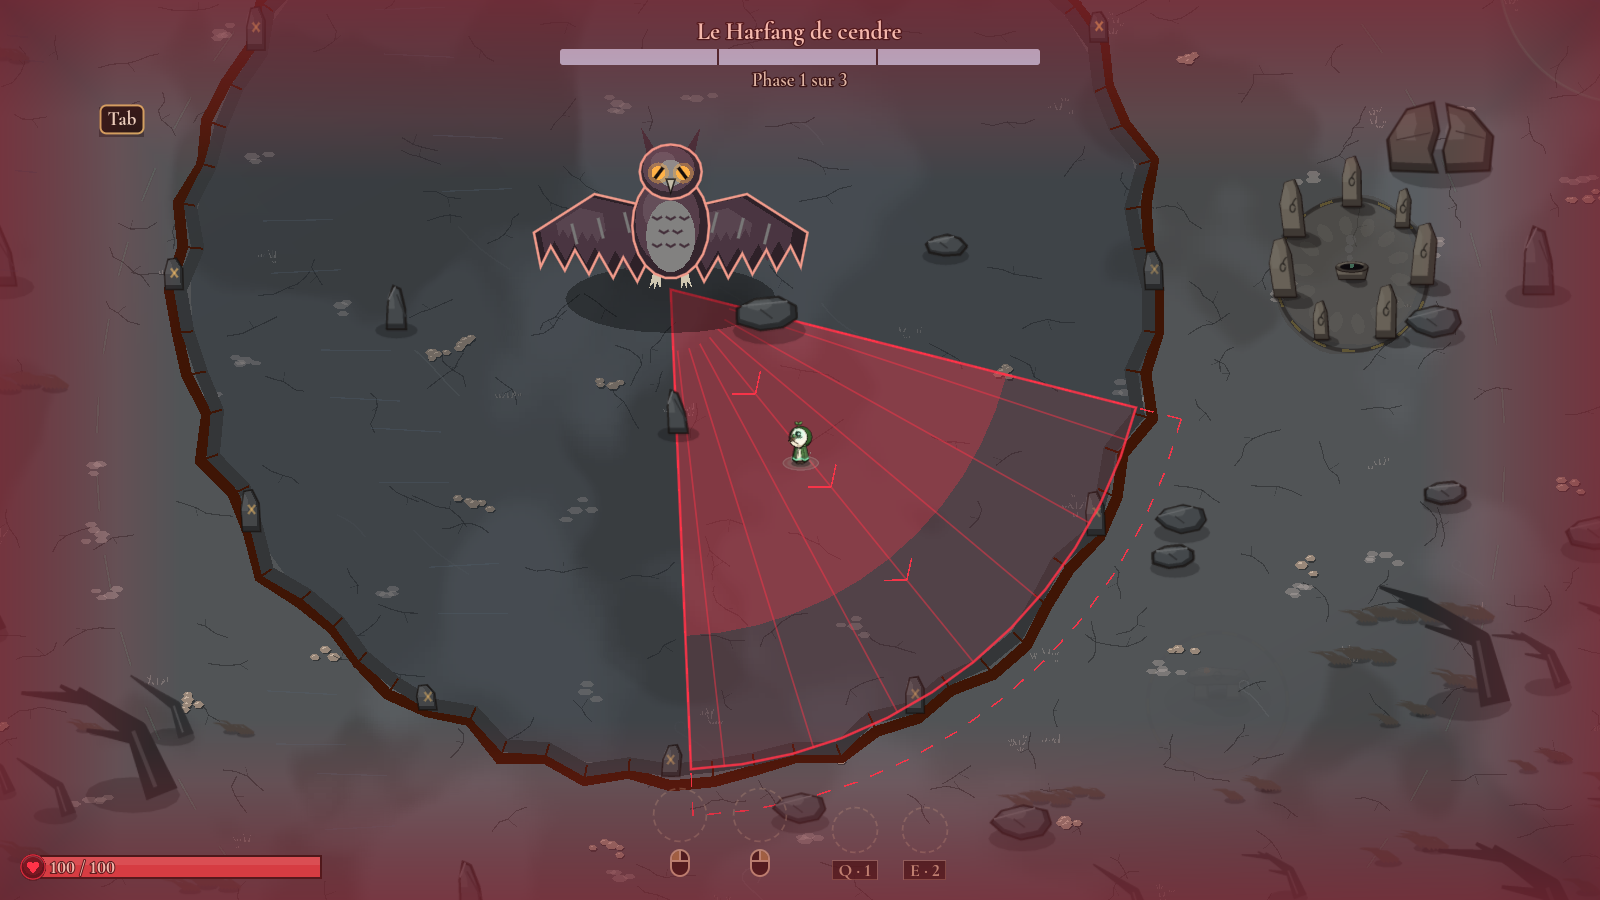 Le Harfang de cendre
Phase 1 sur 3
Tab
100 / 100
Q · 1
E · 2